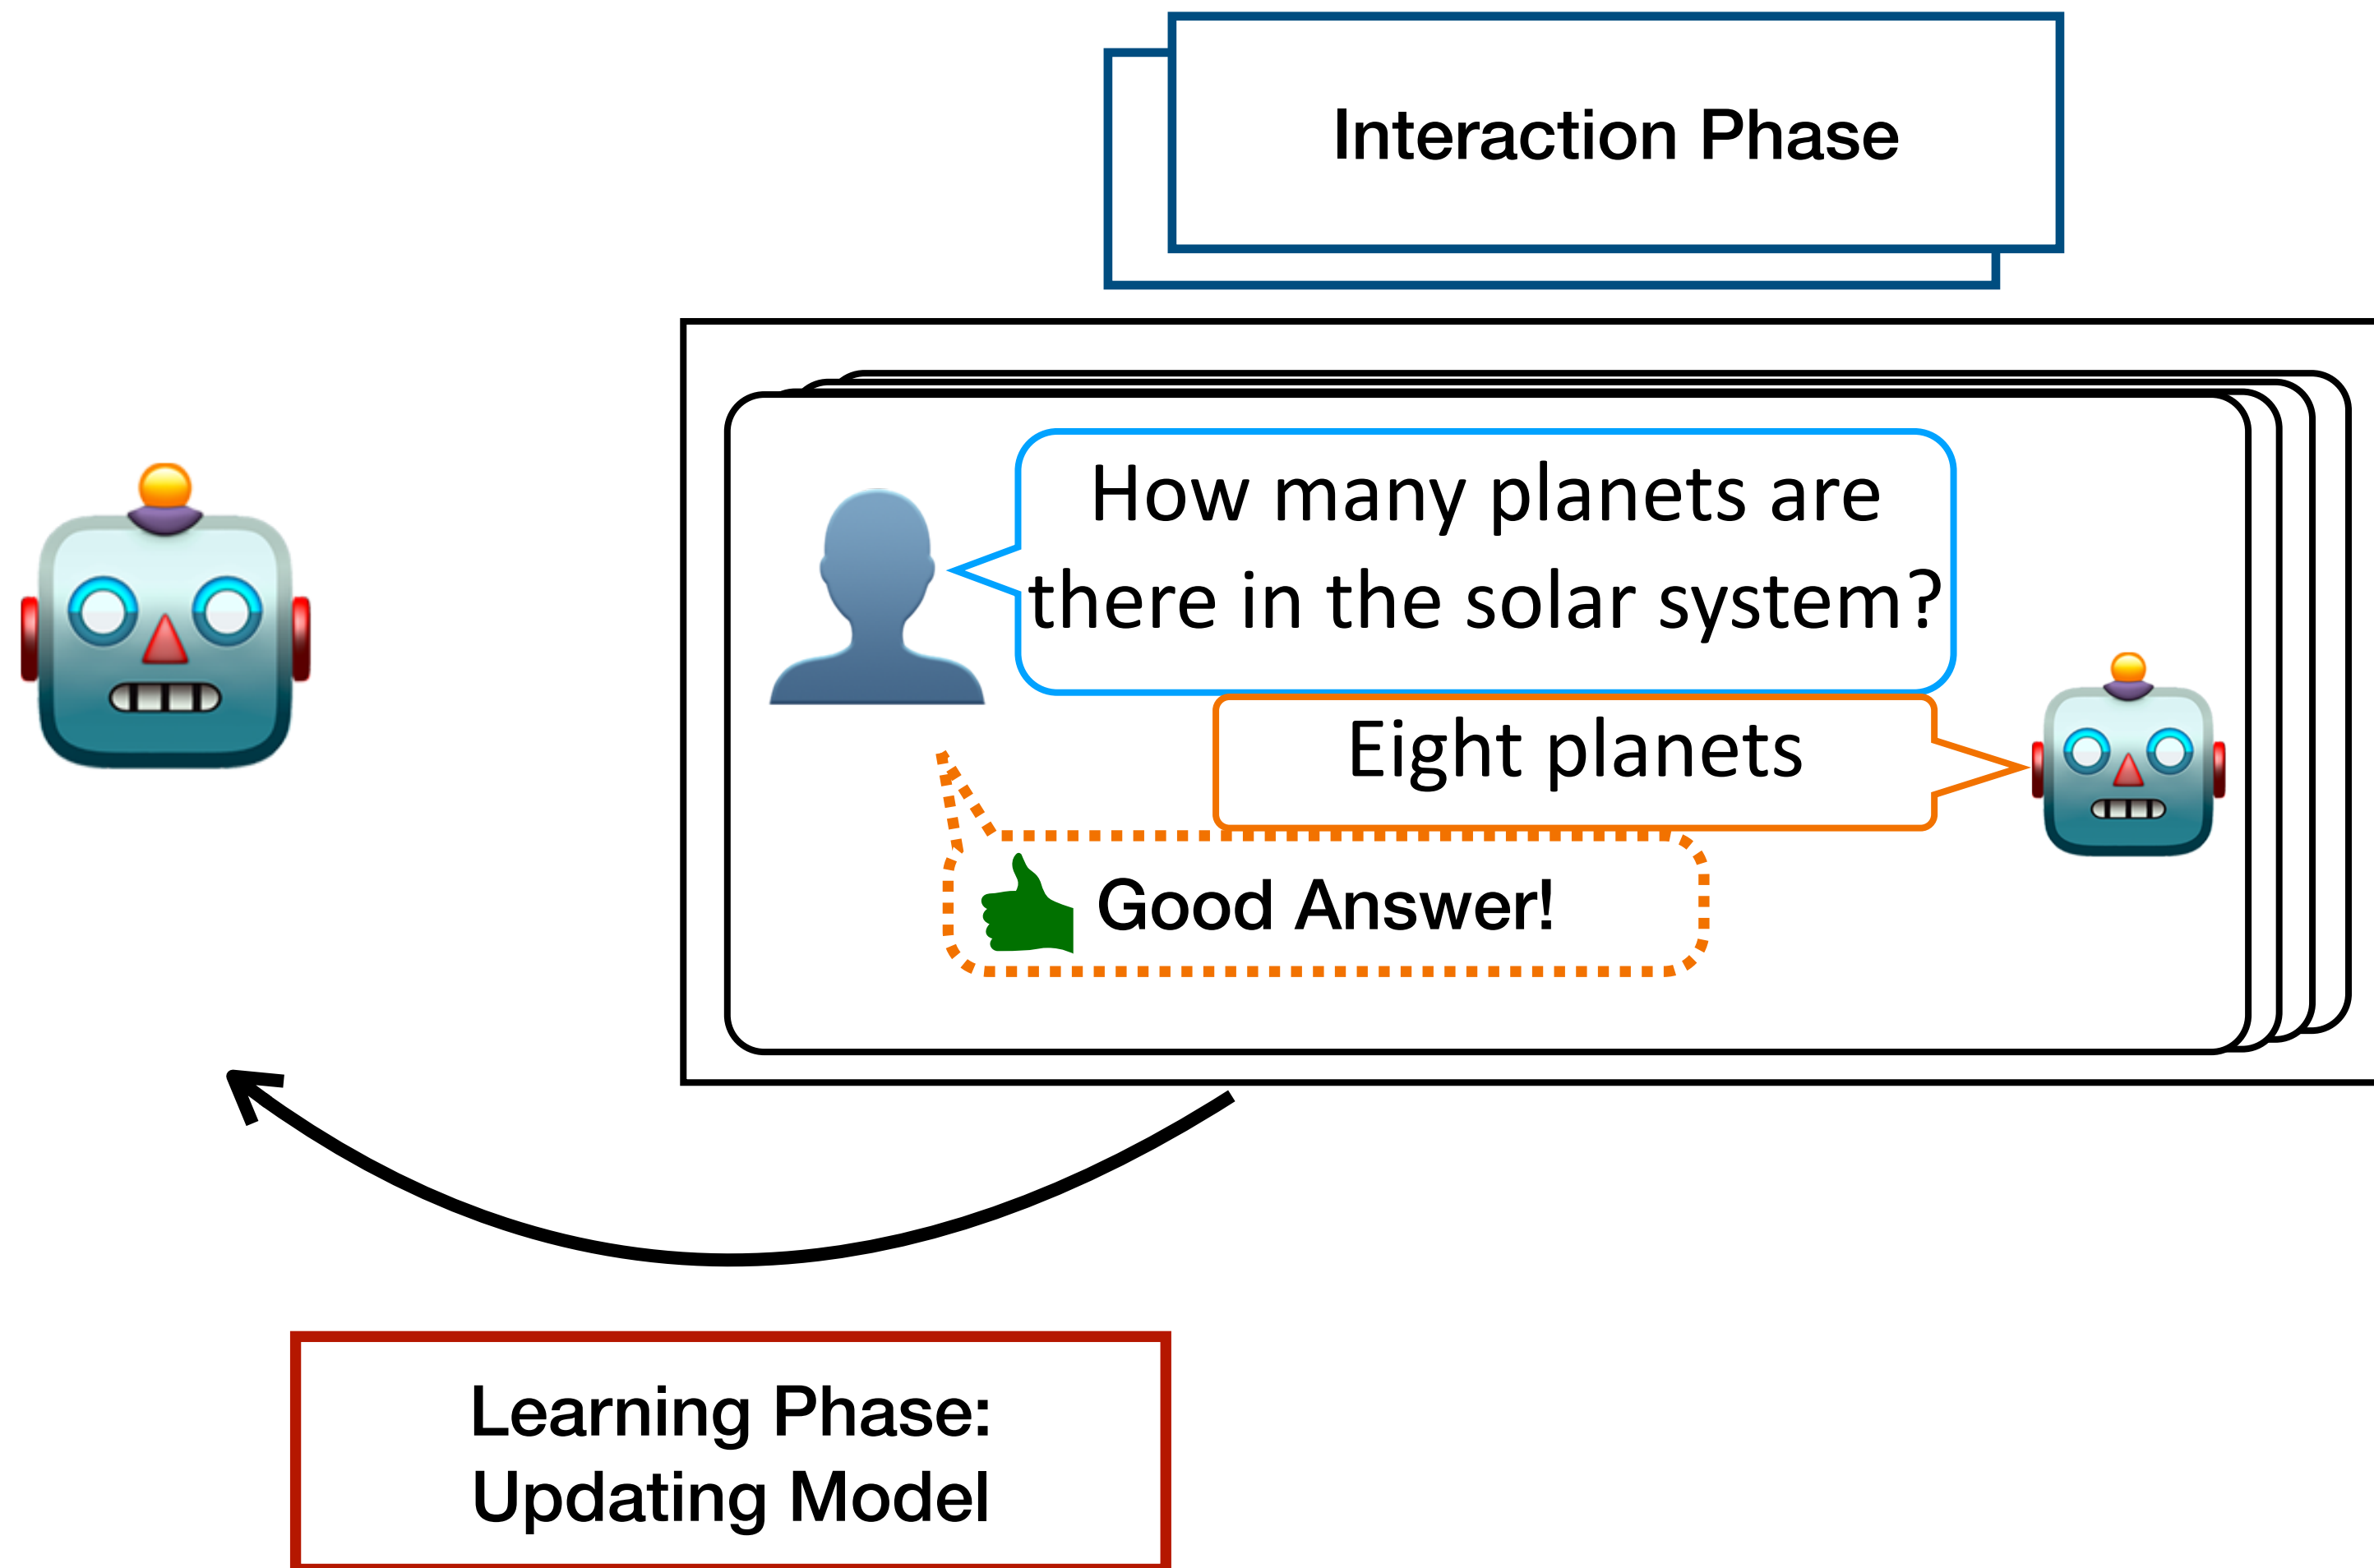 Interaction Phase
How many planets are
there in the solar system?
Eight planets
Good Answer!
Learning Phase:
Updating Model